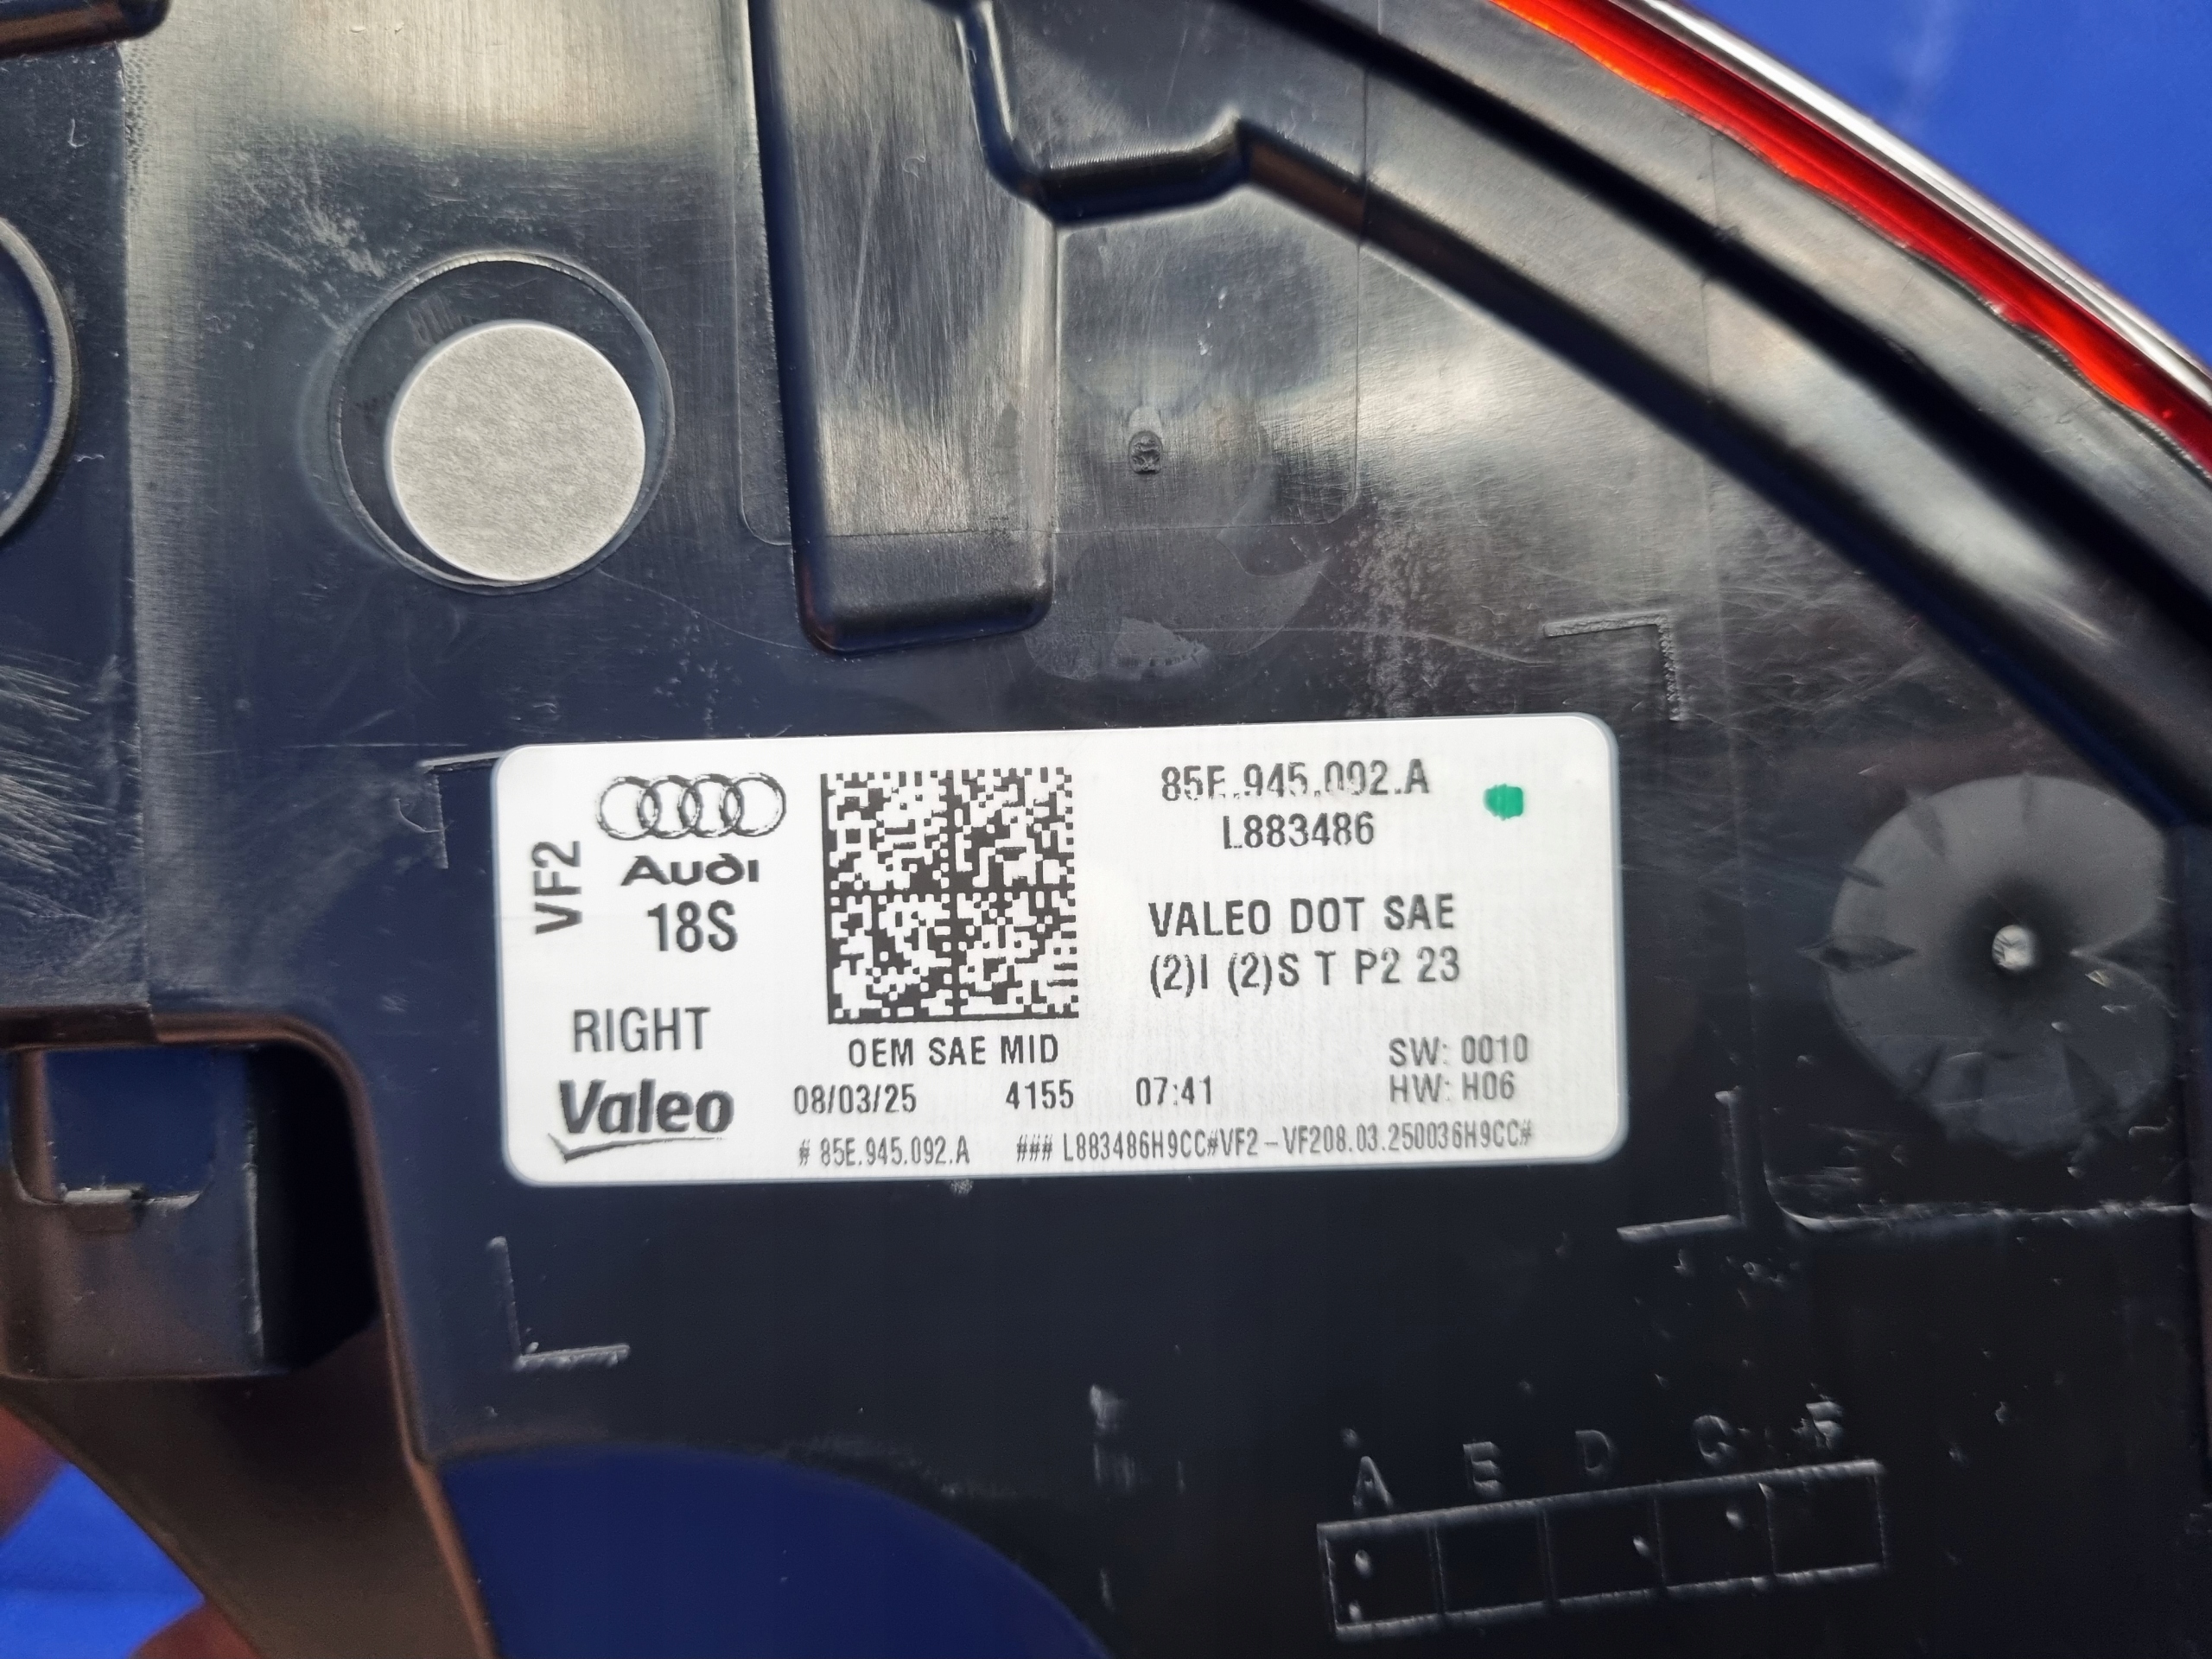 VF2
Audi
18S
RIGHT
Valeo
OEM SAE MID
08/03/25 4155 07:41
85E.945.092.A
L883486
VALEO DOT SAE
(2)I (2)S T P2 23
SW: 0010
HW: H06
# 85E.945.092.A ### L883486H9CC#VF2-VF208.03.250036H9CC#
A E D C F